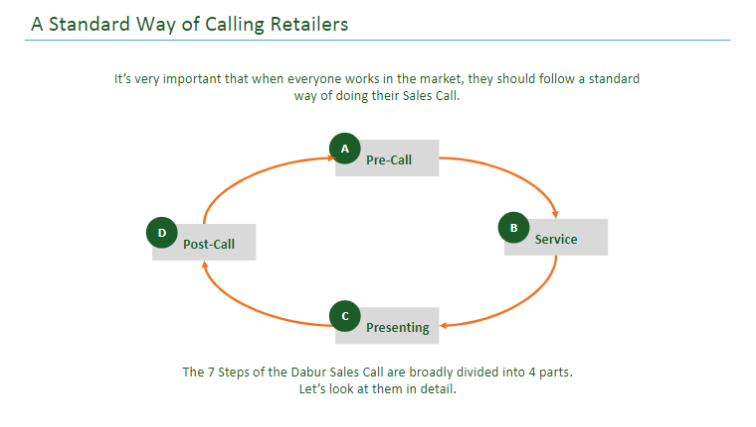 A Standard Way of Calling Retailers
It's very important that when everyone works in the market, they should follow a standard
way of doing their Sales Call.
A
Pre-Call
B
Service
D
Post-Call
C
Presenting
The 7 Steps of the Dabur Sales Call are broadly divided into 4 parts.
Let's look at them in detail.